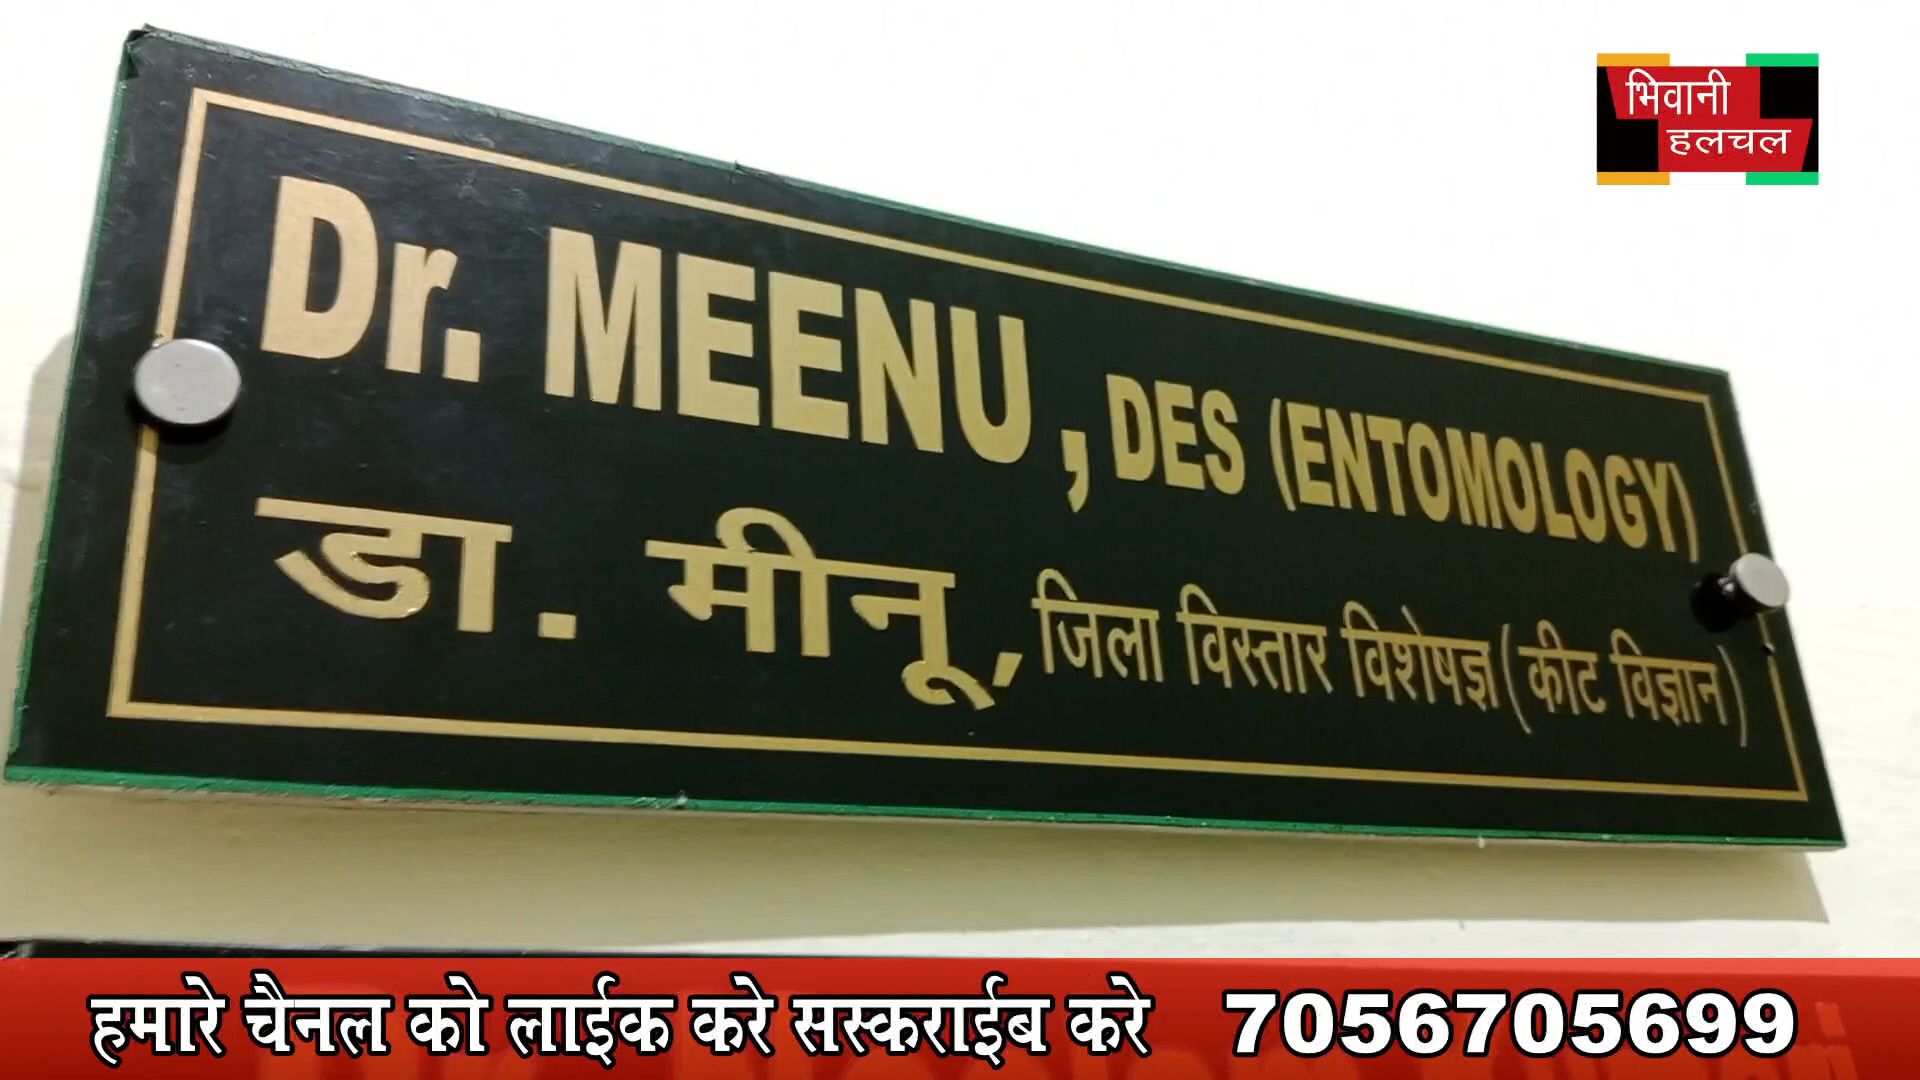 भिवानी
हलचल
Dr. MEENU, DES (ENTOMOLOGY)
डा. मीनू, जिला विस्तार विशेषज्ञ (कीट विज्ञान)
हमारे चैनल को लाईक करे सस्कराईब करे 7056705699